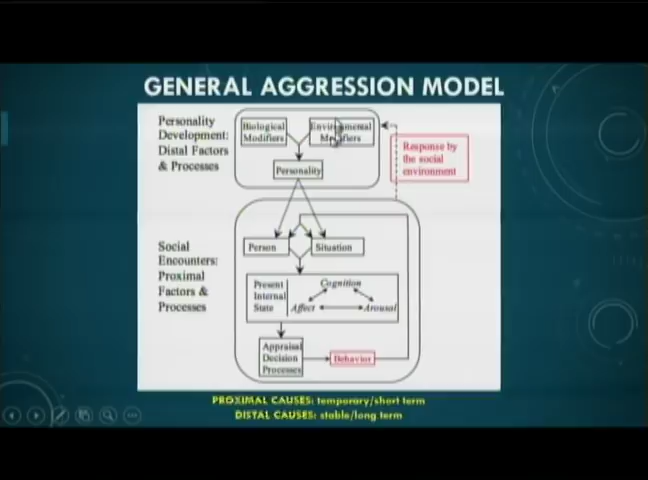 GENERAL AGGRESSION MODEL
Personality
Development:
Distal Factors
& Processes
Biological
Modifiers
Environmental
Modifiers
Personality
Response by
the social
environment
Social
Encounters:
Proximal
Factors &
Processes
Person
Situation
Present
Internal
State
Cognition
Affect
Arousal
Appraisal
Decision
Processes
Behavior
PROXIMAL CAUSES: temporary/short term
DISTAL CAUSES: stable/long term